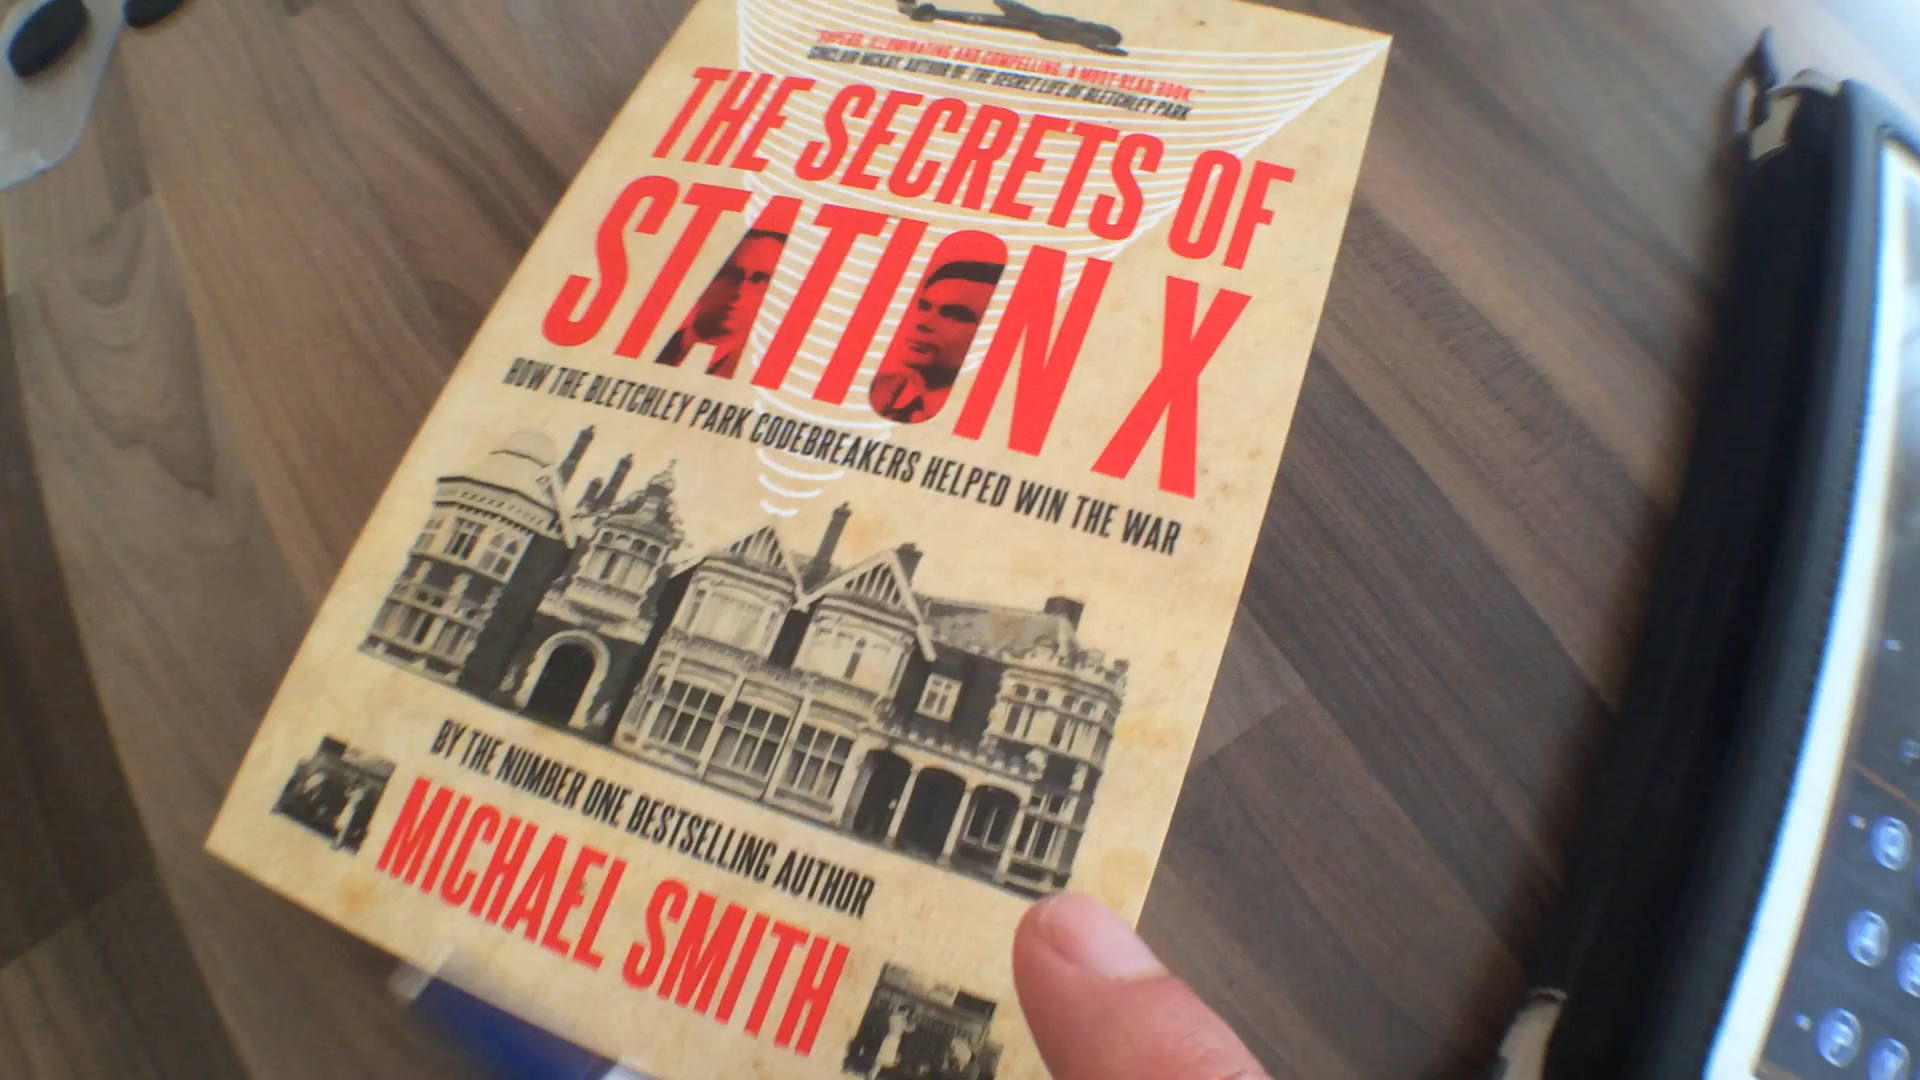 "SUPERB, ILLUMINATING AND COMPELLING. A MUST-READ BOOK."
SINCLAIR MCKAY, AUTHOR OF THE SECRET LIFE OF BLETCHLEY PARK
THE SECRETS OF
STATION X
HOW THE BLETCHLEY PARK CODEBREAKERS HELPED WIN THE WAR
BY THE NUMBER ONE BESTSELLING AUTHOR
MICHAEL SMITH